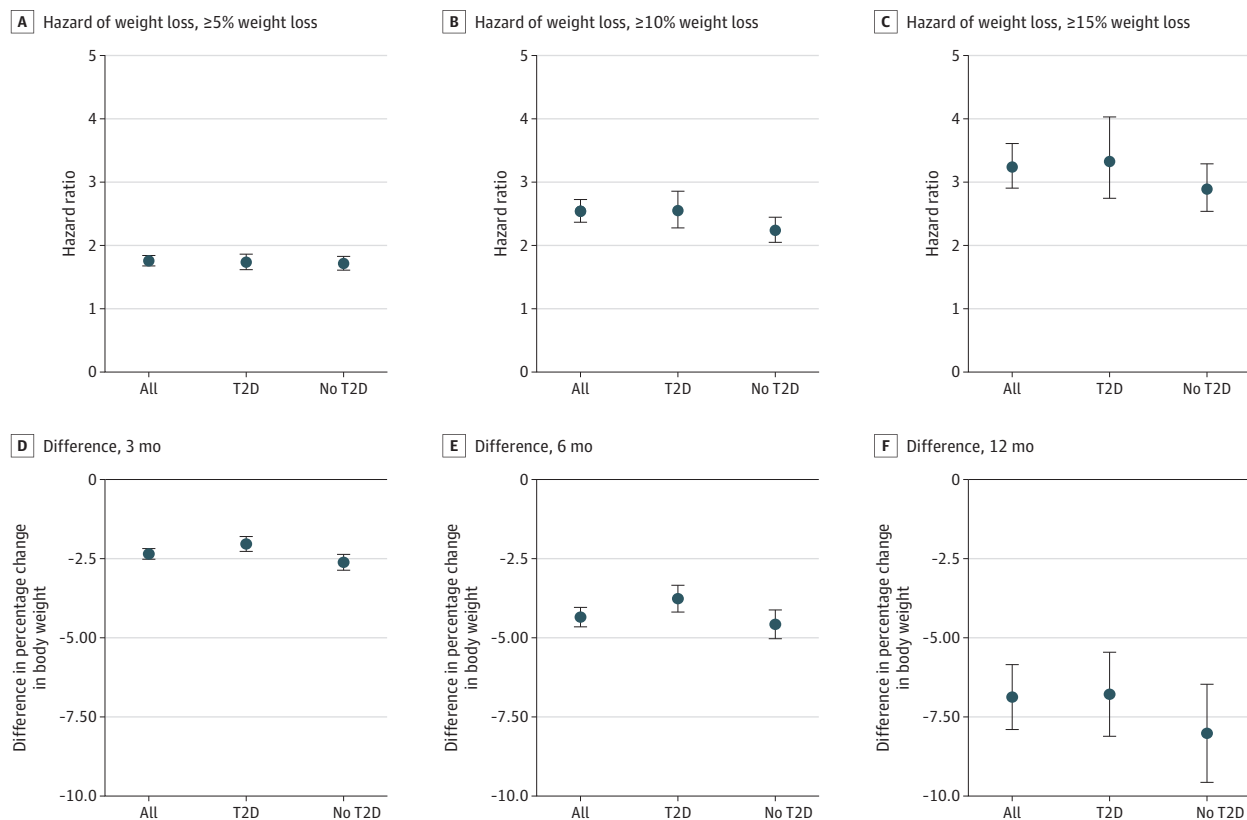 A Hazard of weight loss, ≥5% weight loss
5
4
3
2
1
0
Hazard ratio
All T2D No T2D
B Hazard of weight loss, ≥10% weight loss
5
4
3
2
1
0
Hazard ratio
All T2D No T2D
C Hazard of weight loss, ≥15% weight loss
5
4
3
2
1
0
Hazard ratio
All T2D No T2D
D Difference, 3 mo
0
-2.5
-5.00
-7.50
-10.0
Difference in percentage change
in body weight
All T2D No T2D
E Difference, 6 mo
0
-2.5
-5.00
-7.50
-10.0
Difference in percentage change
in body weight
All T2D No T2D
F Difference, 12 mo
0
-2.5
-5.00
-7.50
-10.0
Difference in percentage change
in body weight
All T2D No T2D